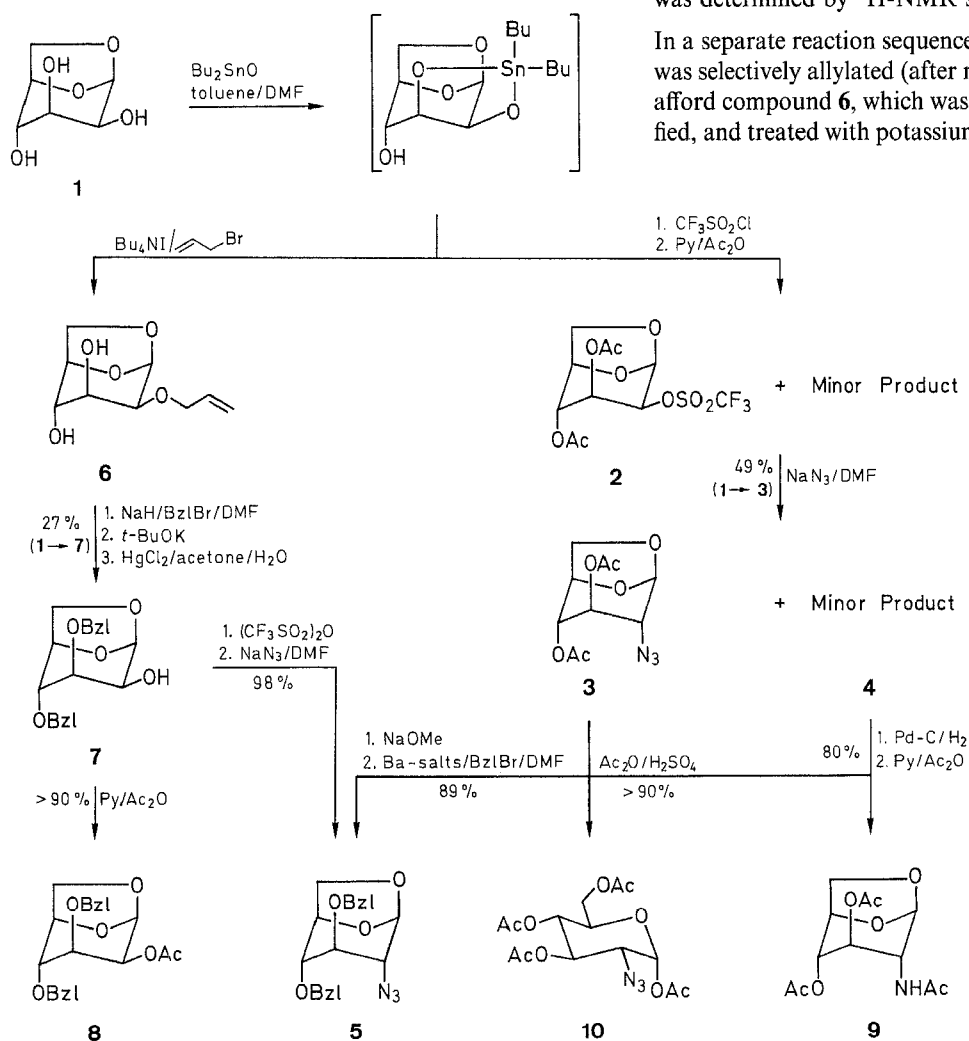 was determined by ¹H-NMR s
In a separate reaction sequence
was selectively allylated (after r
afford compound 6, which was
fied, and treated with potassium
OH
O
O
OH
OH
1
Bu₂SnO
toluene/DMF
O
O
O
Bu
Sn
Bu
O
OH
Bu₄NI/
Br
1. CF₃SO₂Cl
2. Py/Ac₂O
O
OH
O
O
OH
6
O
OAc
O
OSO₂CF₃
OAc
2
+ Minor Product
27%
(1→7)
1. NaH/BzlBr/DMF
2. t-BuOK
3. HgCl₂/acetone/H₂O
49%
(1→3)
NaN₃/DMF
O
OBzl
O
OH
OBzl
7
1. (CF₃SO₂)₂O
2. NaN₃/DMF
98%
O
OAc
O
OAc
N₃
3
+ Minor Product
4
>90%
Py/Ac₂O
1. NaOMe
2. Ba-salts/BzlBr/DMF
89%
Ac₂O/H₂SO₄
>90%
80%
1. Pd-C/H₂
2. Py/Ac₂O
O
OBzl
O
OAc
OBzl
8
O
OBzl
O
OBzl
N₃
5
OAc
AcO
O
AcO
N₃
OAc
10
O
OAc
O
AcO
NHAc
9